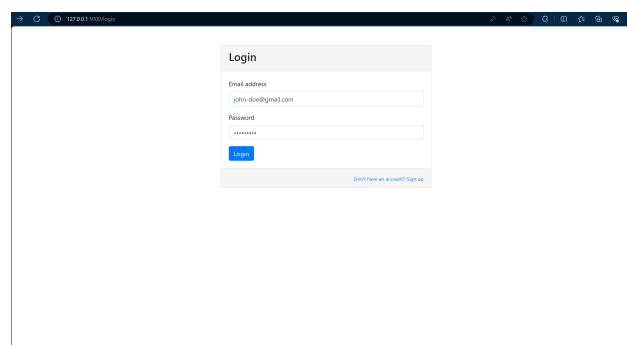 127.0.0.1:5000/login
Login
Email address
john-doe@gmail.com
Password
•••••••••
Login
Don't have an account? Sign up